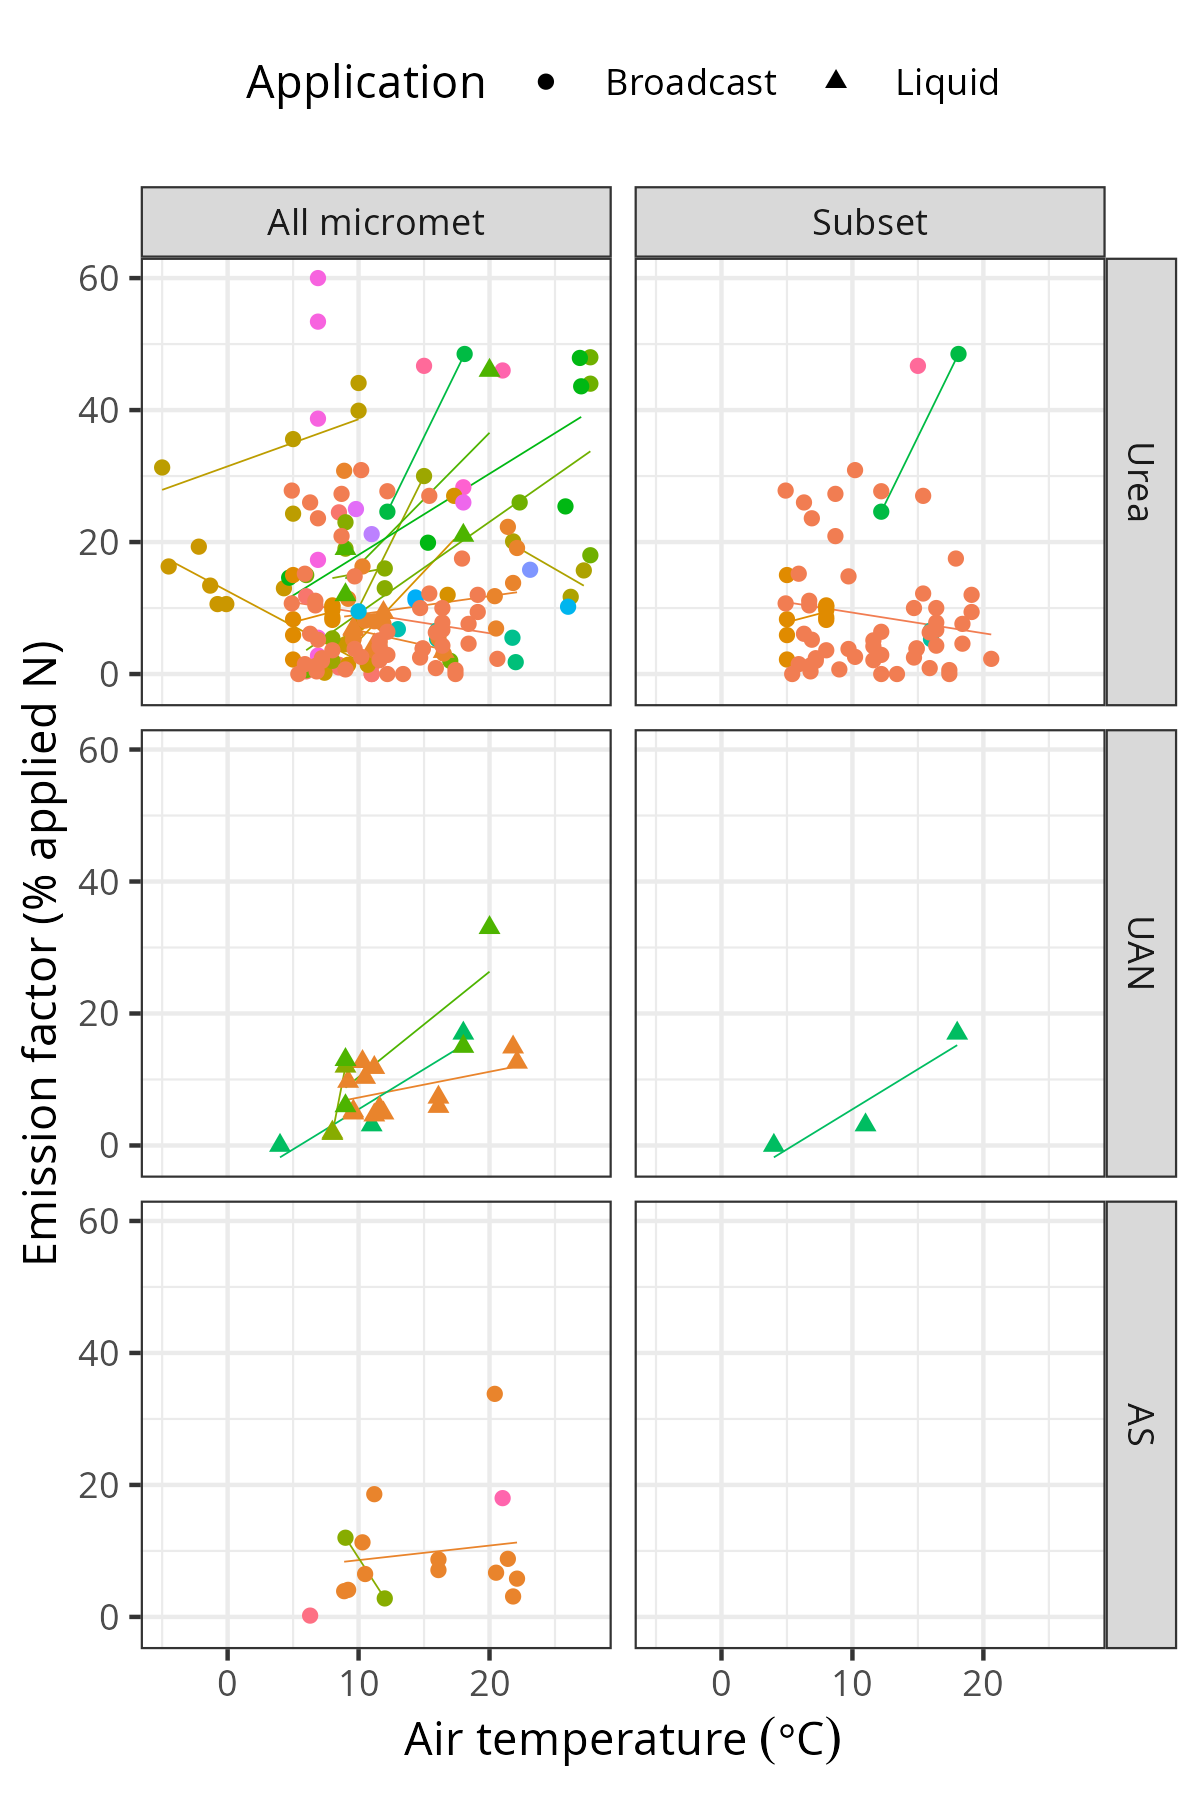 Application Broadcast Liquid
All micromet Subset
Emission factor (% applied N)
60
40
20
0
Urea
60
40
20
0
UAN
60
40
20
0
AS
0 10 20 0 10 20
Air temperature (°C)